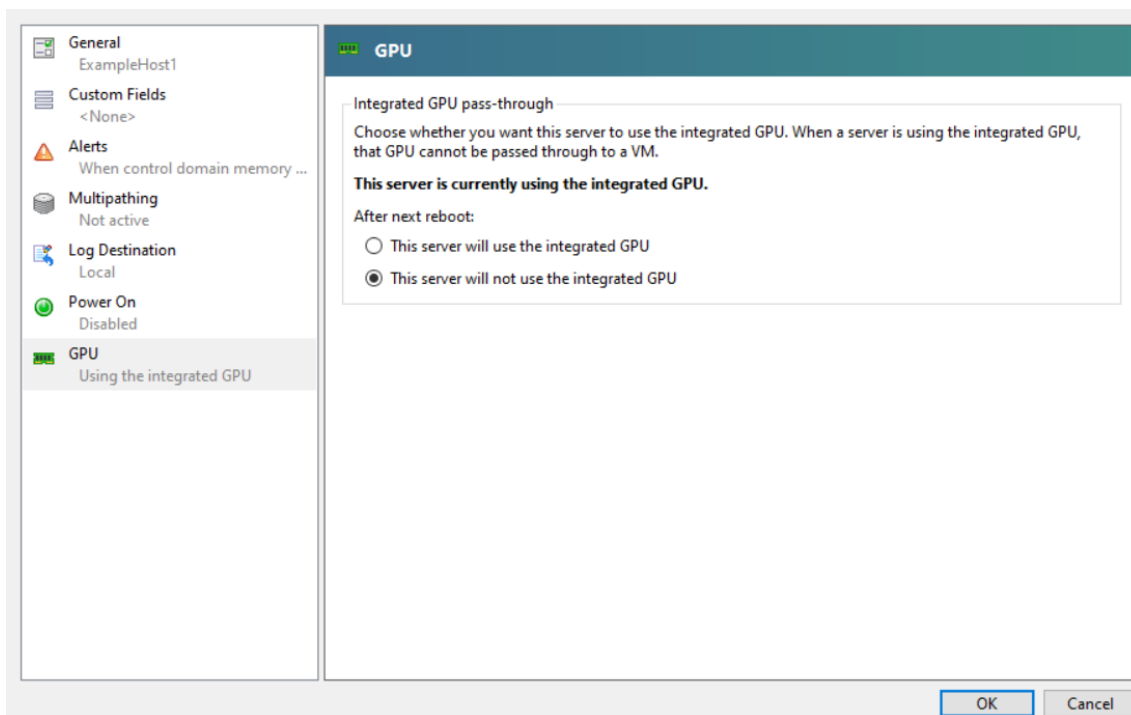 General
ExampleHost1
Custom Fields
<None>
Alerts
When control domain memory ...
Multipathing
Not active
Log Destination
Local
Power On
Disabled
GPU
Using the integrated GPU
GPU
Integrated GPU pass-through
Choose whether you want this server to use the integrated GPU. When a server is using the integrated GPU,
that GPU cannot be passed through to a VM.
This server is currently using the integrated GPU.
After next reboot:
This server will use the integrated GPU
This server will not use the integrated GPU
OK
Cancel